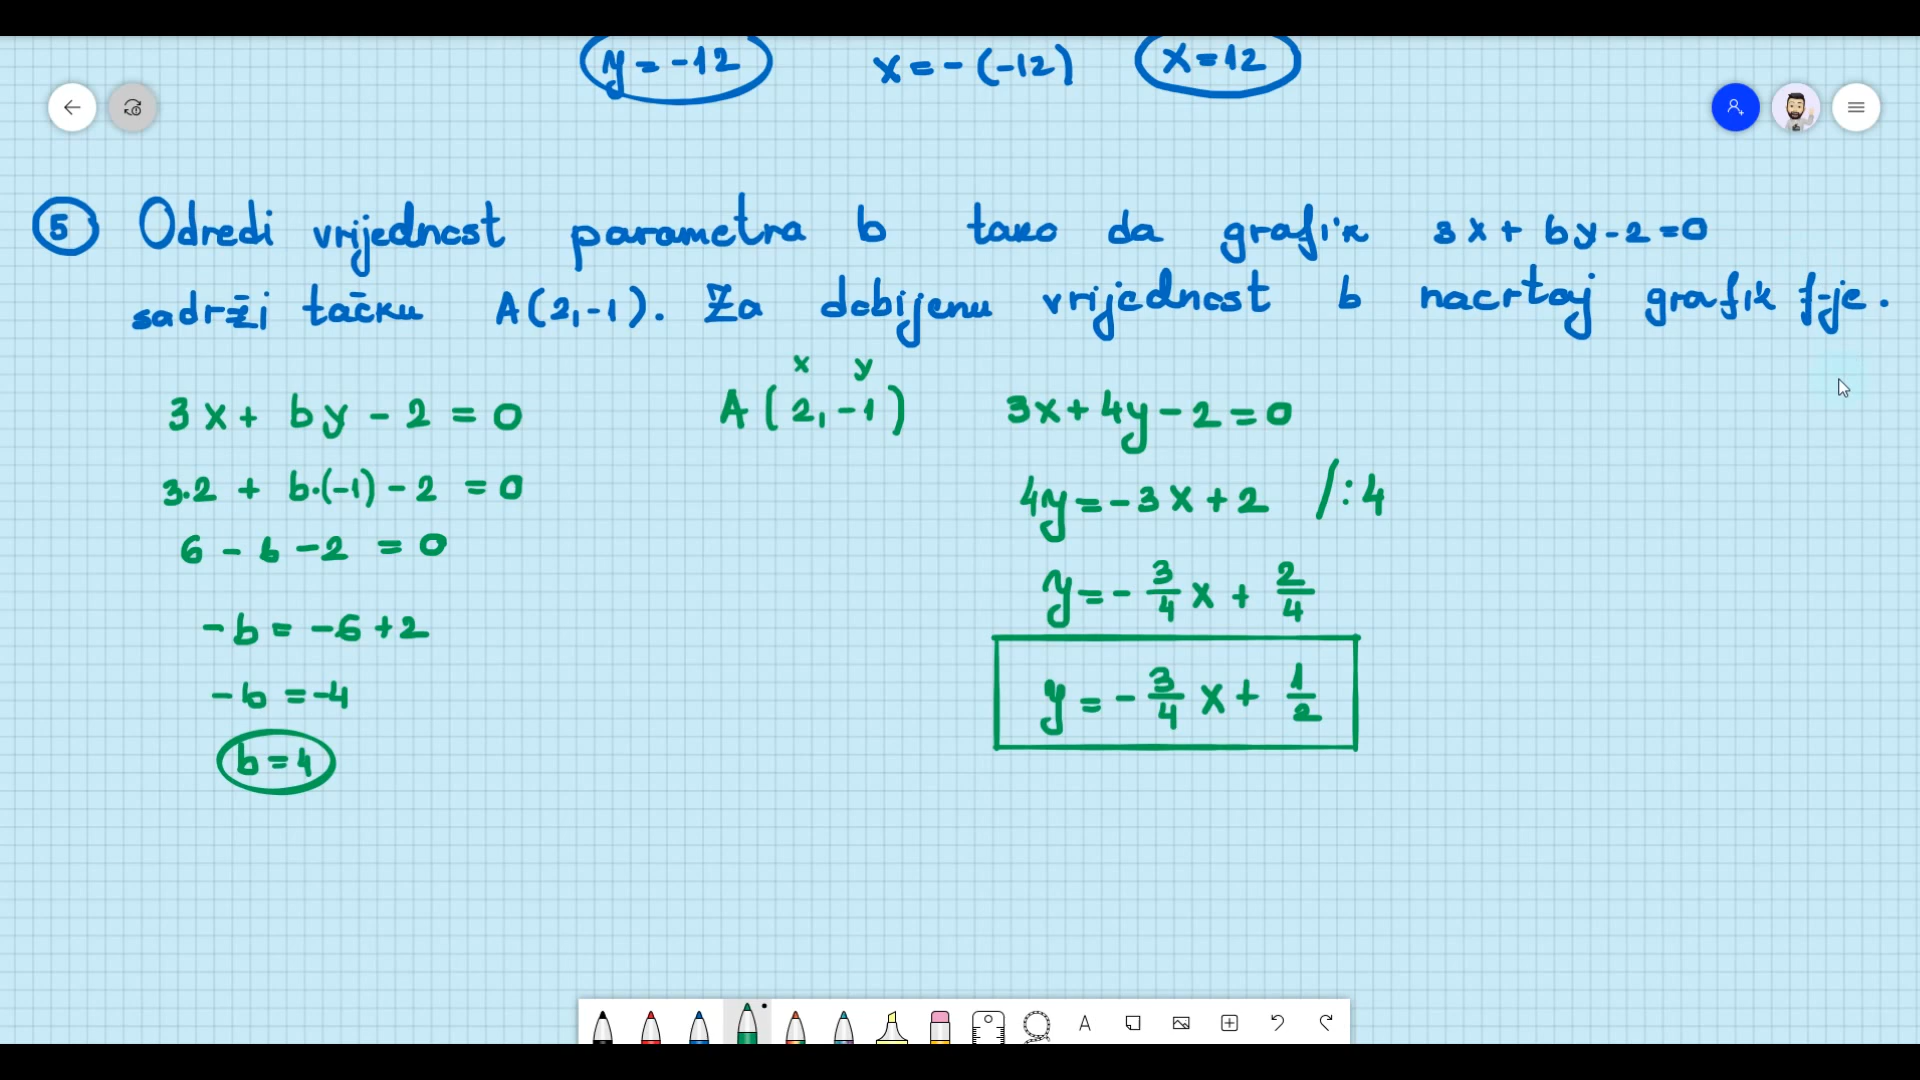 y = -12 x = -(-12) x = 12
5 Odredi vrijednost parametra b tako da grafik 3x + by - 2 = 0
sadrži tačku A(2,-1). Za dobijenu vrijednost b nacrtaj grafik f-je.
x y
3x + by - 2 = 0 A(2,-1)
3·2 + b·(-1) - 2 = 0
6 - b - 2 = 0
-b = -6 + 2
-b = -4
b = 4
3x + 4y - 2 = 0
4y = -3x + 2 /:4
y = - 3/4 x + 2/4
y = - 3/4 x + 1/2
A